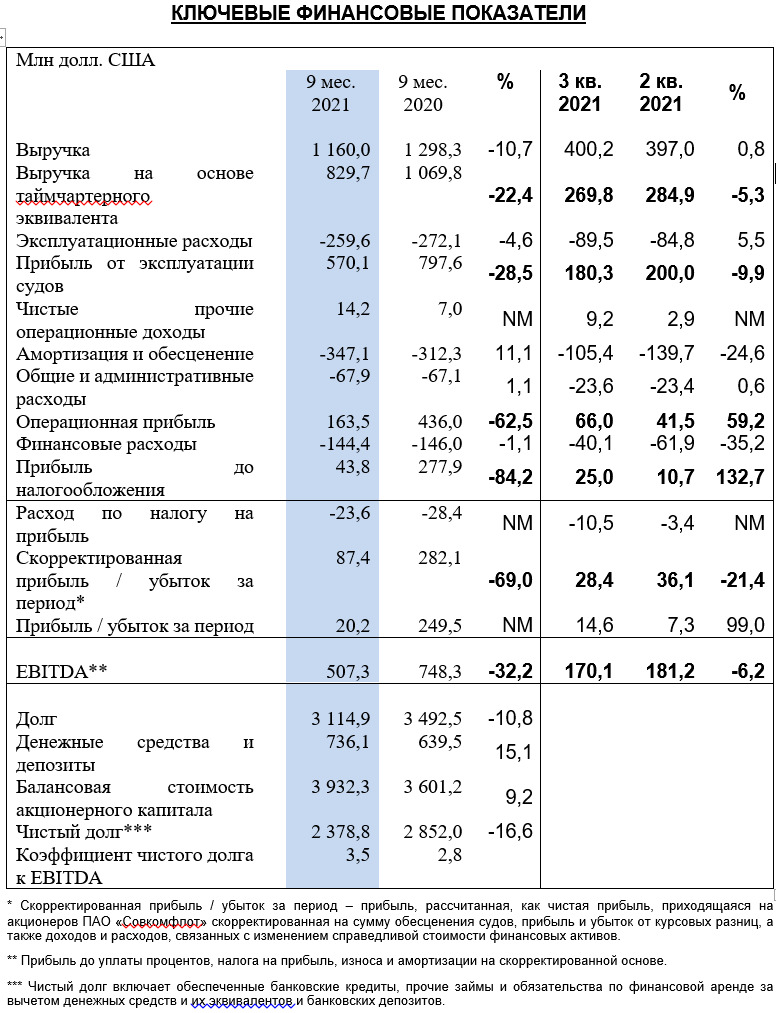 КЛЮЧЕВЫЕ ФИНАНСОВЫЕ ПОКАЗАТЕЛИ
Млн долл. США
9 мес. 9 мес. % 3 кв. 2 кв. %
2021 2020 2021 2021
Выручка 1 160,0 1 298,3 -10,7 400,2 397,0 0,8
Выручка на основе 829,7 1 069,8
таймчартерного -22,4 269,8 284,9 -5,3
эквивалента
Эксплуатационные расходы -259,6 -272,1 -4,6 -89,5 -84,8 5,5
Прибыль от эксплуатации 570,1 797,6
судов -28,5 180,3 200,0 -9,9
Чистые прочие 14,2 7,0
операционные доходы NM 9,2 2,9 NM
Амортизация и обесценение -347,1 -312,3 11,1 -105,4 -139,7 -24,6
Общие и административные -67,9 -67,1
расходы 1,1 -23,6 -23,4 0,6
Операционная прибыль 163,5 436,0 -62,5 66,0 41,5 59,2
Финансовые расходы -144,4 -146,0 -1,1 -40,1 -61,9 -35,2
Прибыль до 43,8 277,9
налогообложения -84,2 25,0 10,7 132,7
Расход по налогу на -23,6 -28,4
прибыль NM -10,5 -3,4 NM
Скорректированная 87,4 282,1
прибыль / убыток за -69,0 28,4 36,1 -21,4
период*
Прибыль / убыток за период 20,2 249,5 NM 14,6 7,3 99,0
EBITDA** 507,3 748,3 -32,2 170,1 181,2 -6,2
Долг 3 114,9 3 492,5 -10,8
Денежные средства и 736,1 639,5
депозиты 15,1
Балансовая стоимость 3 932,3 3 601,2
акционерного капитала 9,2
Чистый долг*** 2 378,8 2 852,0 -16,6
Коэффициент чистого долга 3,5 2,8
к EBITDA
* Скорректированная прибыль / убыток за период – прибыль, рассчитанная, как чистая прибыль, приходящаяся на
акционеров ПАО «Совкомфлот» скорректированная на сумму обесценения судов, прибыль и убыток от курсовых разниц, а
также доходов и расходов, связанных с изменением справедливой стоимости финансовых активов.
** Прибыль до уплаты процентов, налога на прибыль, износа и амортизации на скорректированной основе.
*** Чистый долг включает обеспеченные банковские кредиты, прочие займы и обязательства по финансовой аренде за
вычетом денежных средств и их эквивалентов и банковских депозитов.